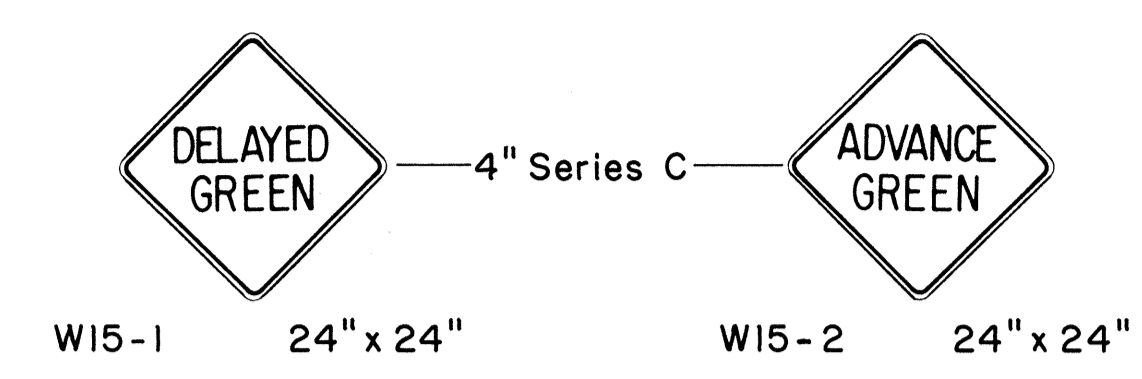 DELAYED
GREEN
4" Series C
ADVANCE
GREEN
W15-1 24" x 24"
W15-2 24" x 24"